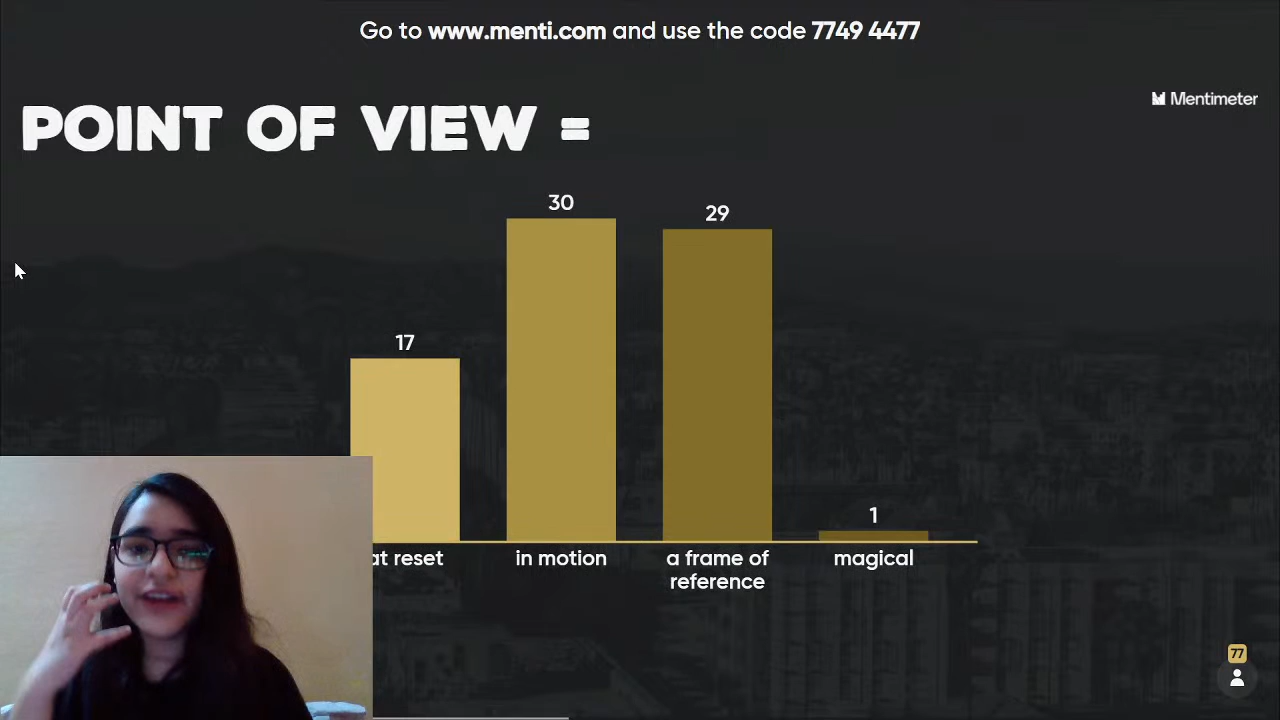 Go to www.menti.com and use the code 7749 4477
Mentimeter
POINT OF VIEW =
30
29
17
1
at reset
in motion
a frame of
reference
magical
77